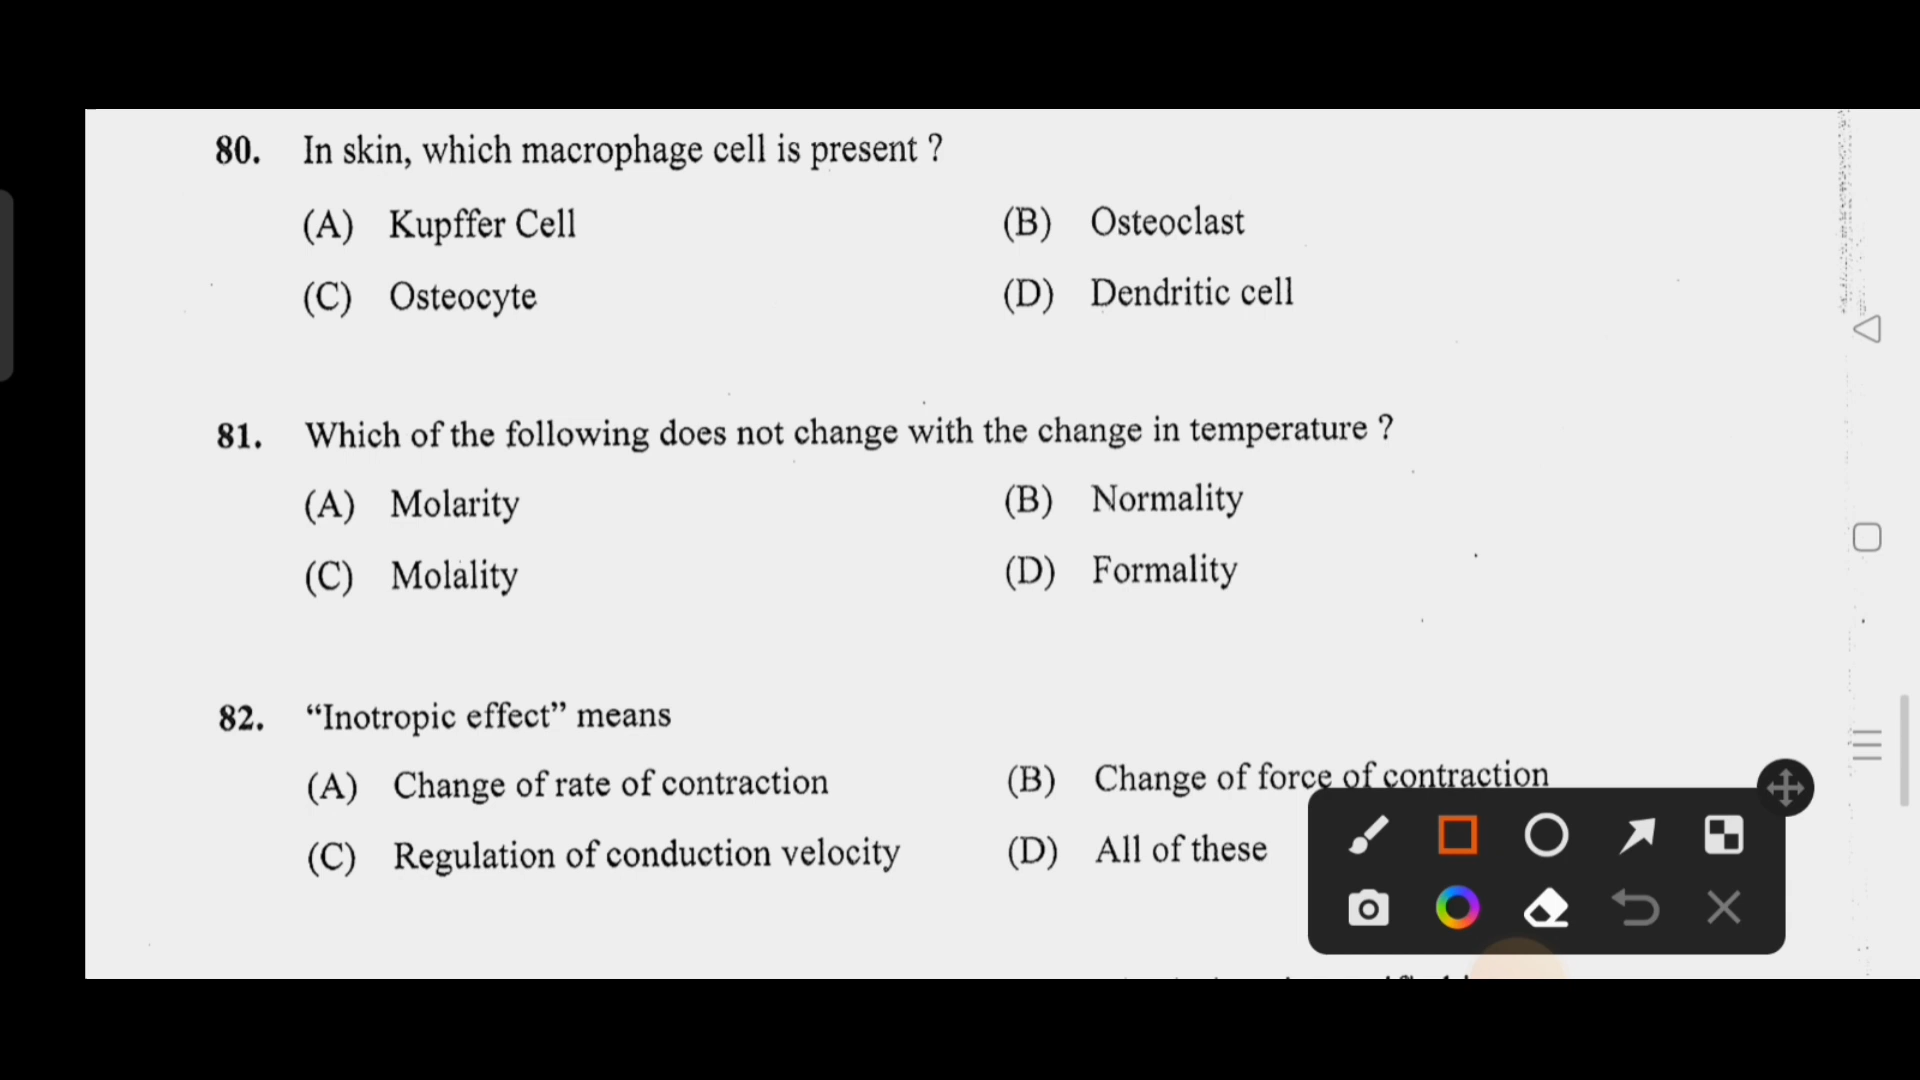 80. In skin, which macrophage cell is present ?
(A) Kupffer Cell (B) Osteoclast
(C) Osteocyte (D) Dendritic cell
81. Which of the following does not change with the change in temperature ?
(A) Molarity (B) Normality
(C) Molality (D) Formality
82. “Inotropic effect” means
(A) Change of rate of contraction (B) Change of force of contraction
(C) Regulation of conduction velocity (D) All of these